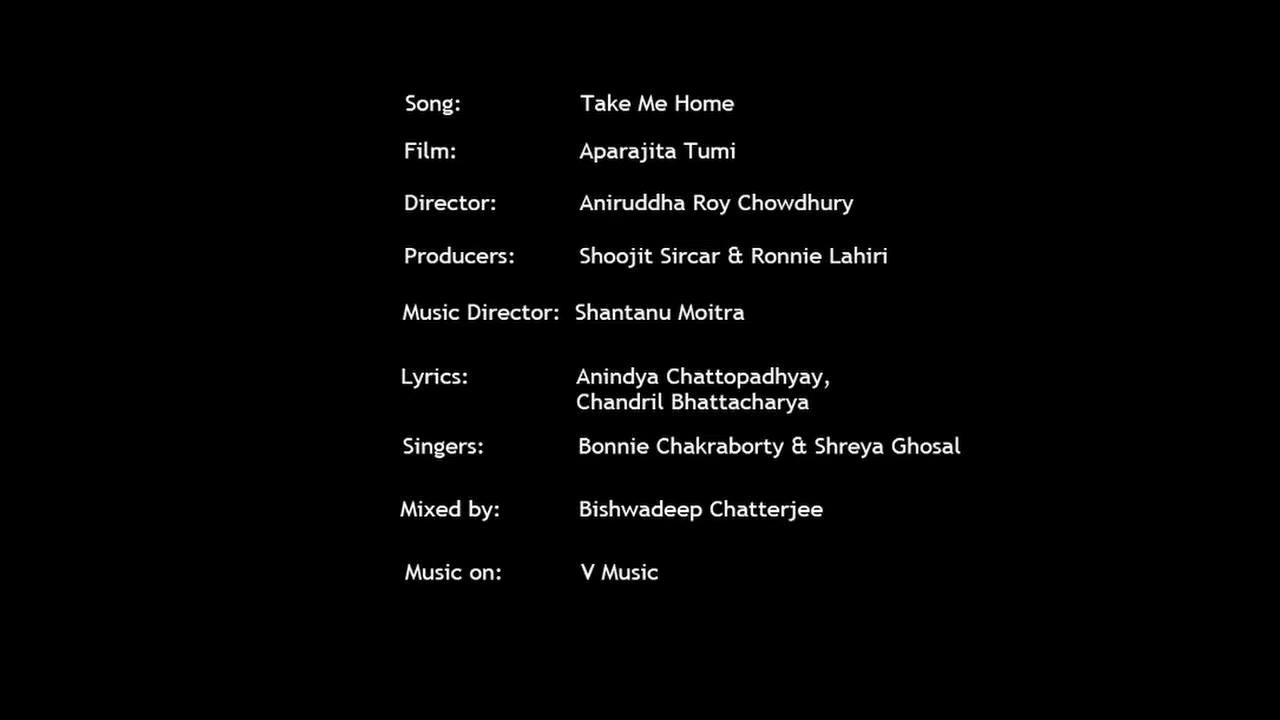 Song: Take Me Home
Film: Aparajita Tumi
Director: Aniruddha Roy Chowdhury
Producers: Shoojit Sircar & Ronnie Lahiri
Music Director: Shantanu Moitra
Lyrics: Anindya Chattopadhyay,
Chandril Bhattacharya
Singers: Bonnie Chakraborty & Shreya Ghosal
Mixed by: Bishwadeep Chatterjee
Music on: V Music